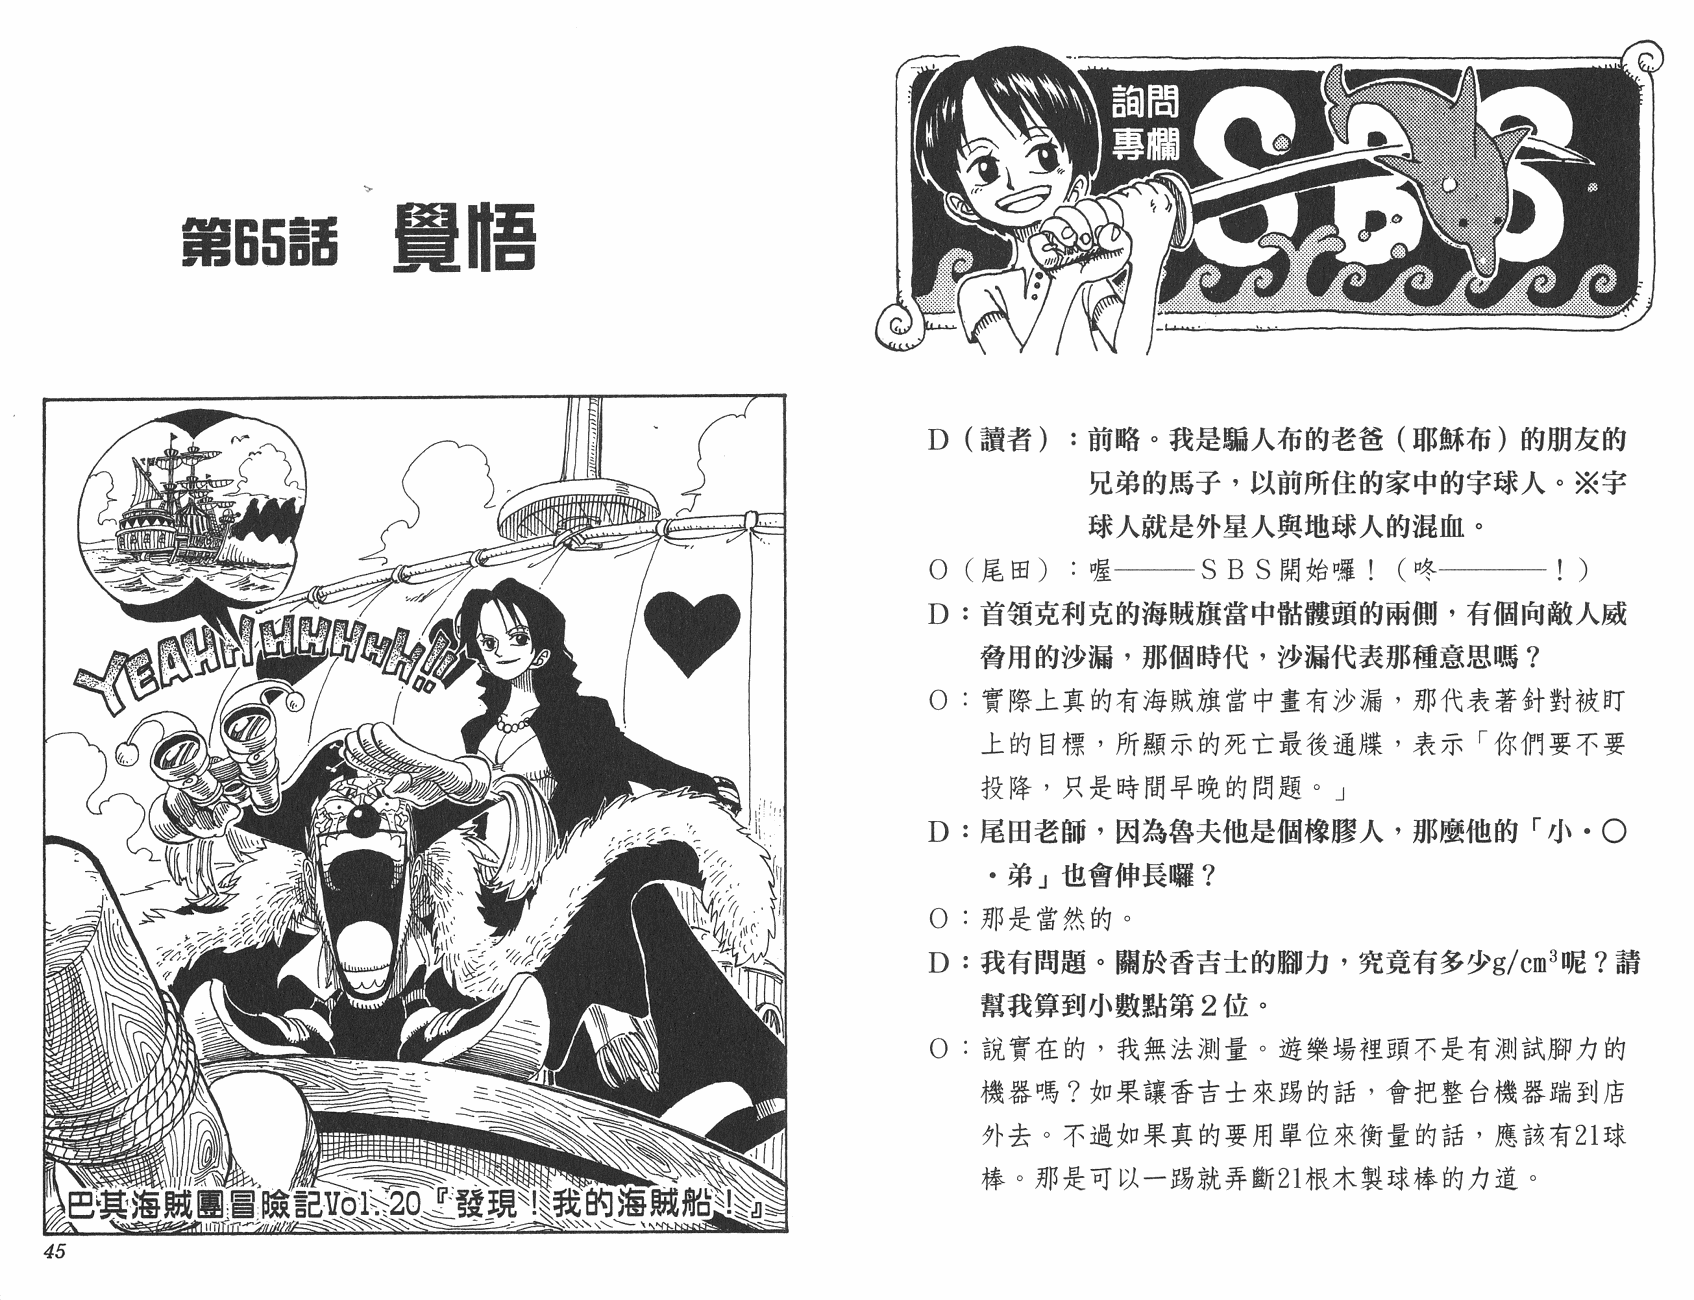 詢問
專欄
SBS
D（讀者）：前略。我是騙人布的老爸（耶穌布）的朋友的
兄弟的馬子，以前所住的家中的宇球人。※宇
球人就是外星人與地球人的混血。
O（尾田）：喔———ＳＢＳ開始囉！（咚————！）
D：首領克利克的海賊旗當中骷髏頭的兩側，有個向敵人威
脅用的沙漏，那個時代，沙漏代表那種意思嗎？
O：實際上真的有海賊旗當中畫有沙漏，那代表著針對被盯
上的目標，所顯示的死亡最後通牒，表示「你們要不要
投降，只是時間早晚的問題。」
D：尾田老師，因為魯夫他是個橡膠人，那麼他的「小・〇
・弟」也會伸長囉？
O：那是當然的。
D：我有問題。關於香吉士的腳力，究竟有多少g/cm³呢？請
幫我算到小數點第２位。
O：說實在的，我無法測量。遊樂場裡頭不是有測試腳力的
機器嗎？如果讓香吉士來踢的話，會把整台機器踹到店
外去。不過如果真的要用單位來衡量的話，應該有21球
棒。那是可以一踢就弄斷21根木製球棒的力道。
第65話 覺悟
YEAHHHHHHHH!!
巴其海賊團冒險記Vol.20『發現！我的海賊船！』
45